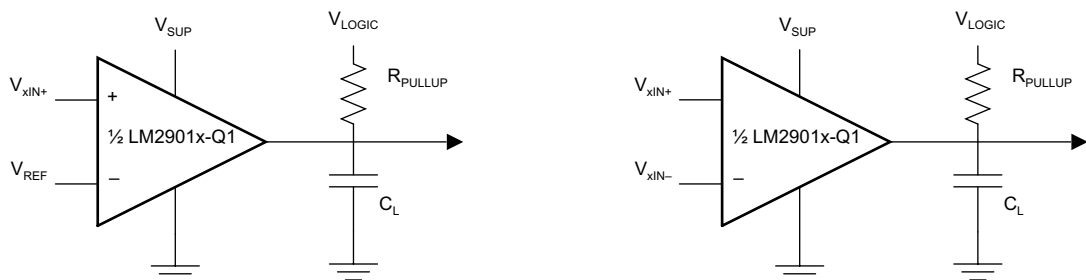 V_SUP
V_LOGIC
R_PULLUP
V_xIN+
+
½ LM2901x-Q1
V_REF
–
C_L
V_SUP
V_LOGIC
R_PULLUP
V_xIN+
½ LM2901x-Q1
V_xIN–
–
C_L